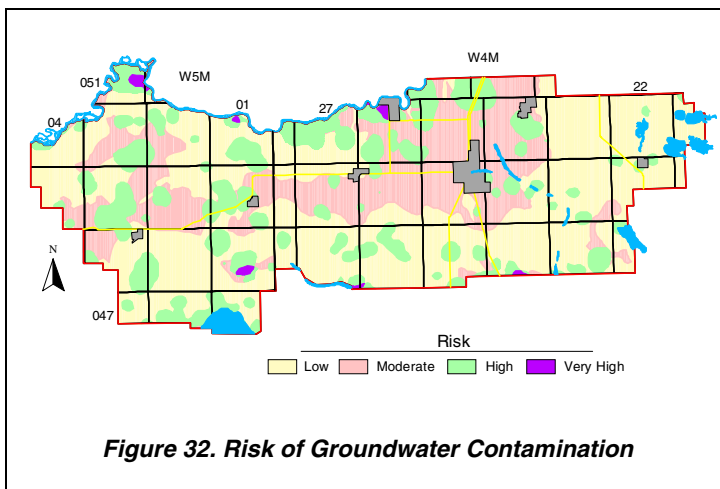 W4M
051
W5M
22
01
27
04
N
047
Risk
Low Moderate High Very High
Figure 32. Risk of Groundwater Contamination